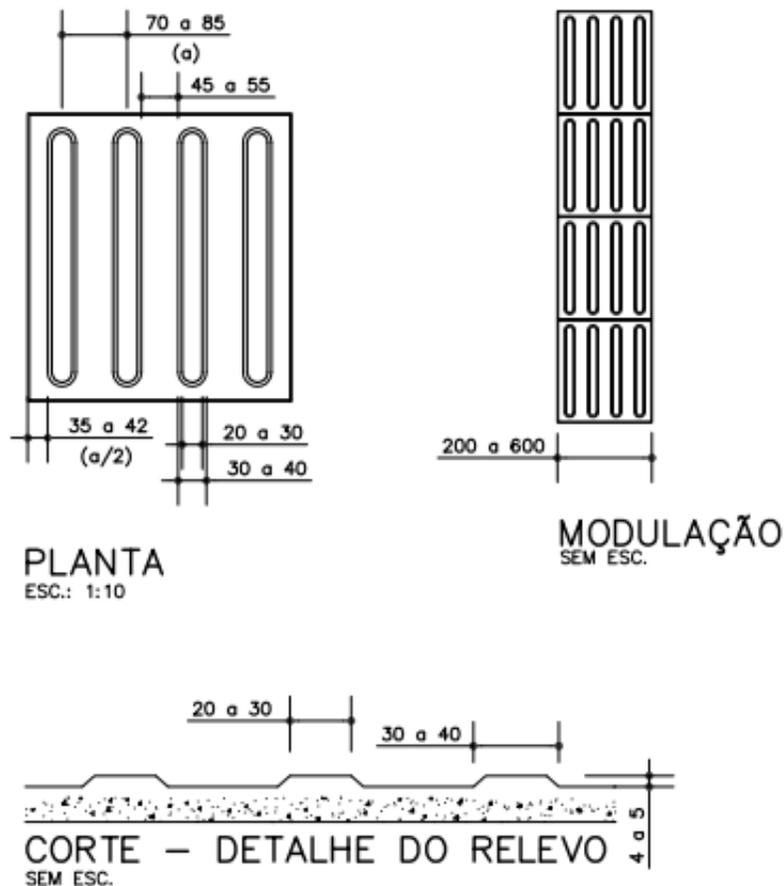 70 a 85
(a)
45 a 55
35 a 42
(a/2)
20 a 30
30 a 40
PLANTA
ESC.: 1:10
200 a 600
MODULAÇÃO
SEM ESC.
20 a 30
30 a 40
4 a 5
CORTE – DETALHE DO RELEVO
SEM ESC.